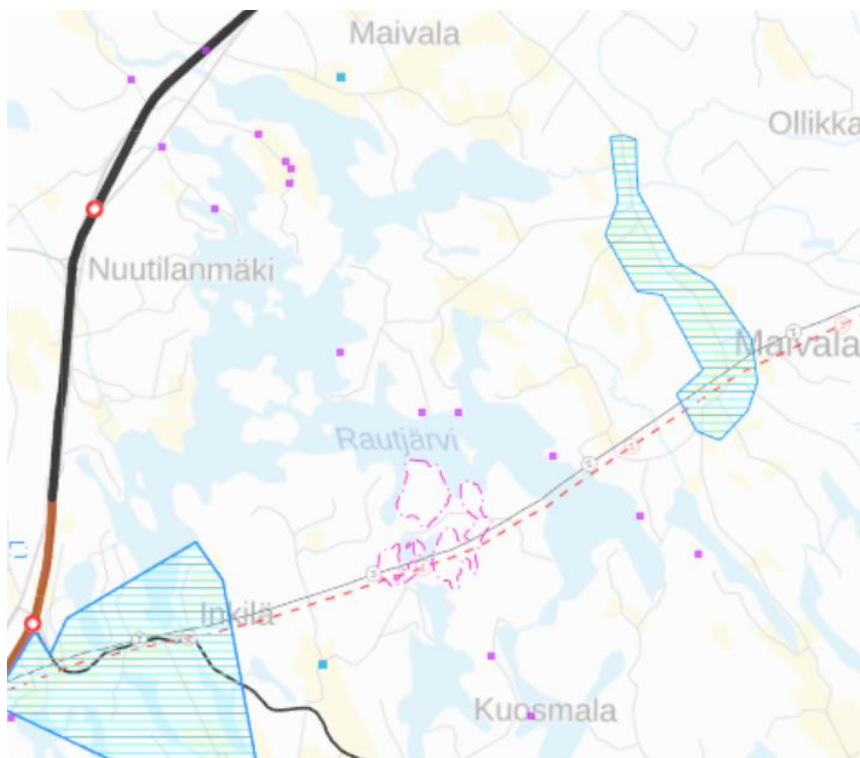 Maivala
Ollikka
Nuutilanmäki
Maivala
Rautjärvi
Inkilä
Kuosmala